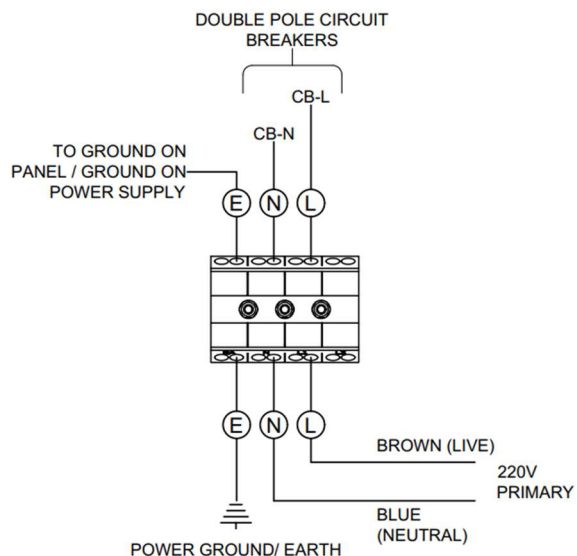 DOUBLE POLE CIRCUIT
BREAKERS
CB-L
CB-N
TO GROUND ON
PANEL / GROUND ON
POWER SUPPLY
E N L
E N L
BROWN (LIVE)
220V
PRIMARY
BLUE
(NEUTRAL)
POWER GROUND/ EARTH